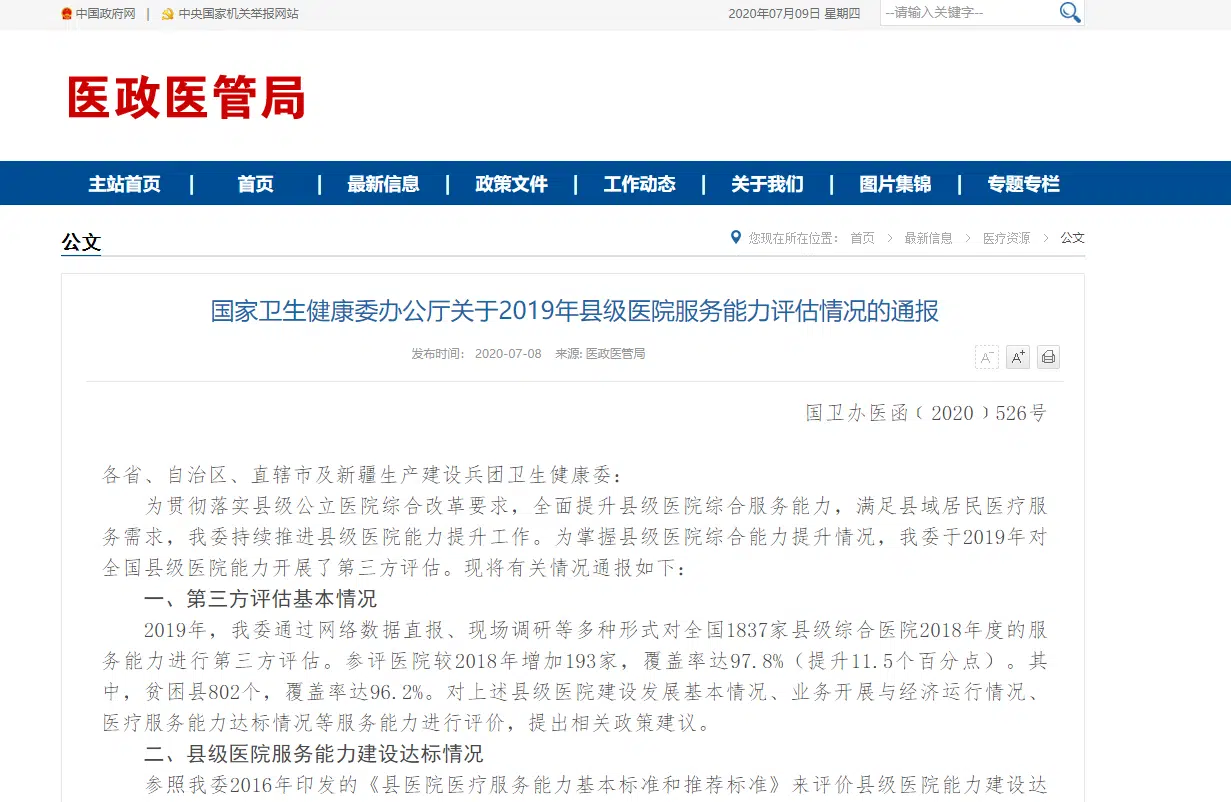 中国政府网 | 中央国家机关举报网站 2020年07月09日 星期四 --请输入关键字--
医政医管局
主站首页 | 首页 | 最新信息 | 政策文件 | 工作动态 | 关于我们 | 图片集锦 | 专题专栏
公文 您现在所在位置： 首页 > 最新信息 > 医疗资源 > 公文
国家卫生健康委办公厅关于2019年县级医院服务能力评估情况的通报
发布时间： 2020-07-08 来源: 医政医管局 A- A+
国卫办医函﹝2020﹞526号
各省、自治区、直辖市及新疆生产建设兵团卫生健康委：
为贯彻落实县级公立医院综合改革要求，全面提升县级医院综合服务能力，满足县域居民医疗服
务需求，我委持续推进县级医院能力提升工作。为掌握县级医院综合能力提升情况，我委于2019年对
全国县级医院能力开展了第三方评估。现将有关情况通报如下：
一、第三方评估基本情况
2019年，我委通过网络数据直报、现场调研等多种形式对全国1837家县级综合医院2018年度的服
务能力进行第三方评估。参评医院较2018年增加193家，覆盖率达97.8%（提升11.5个百分点）。其
中，贫困县802个，覆盖率达96.2%。对上述县级医院建设发展基本情况、业务开展与经济运行情况、
医疗服务能力达标情况等服务能力进行评价，提出相关政策建议。
二、县级医院服务能力建设达标情况
参照我委2016年印发的《县医院医疗服务能力基本标准和推荐标准》来评价县级医院能力建设达